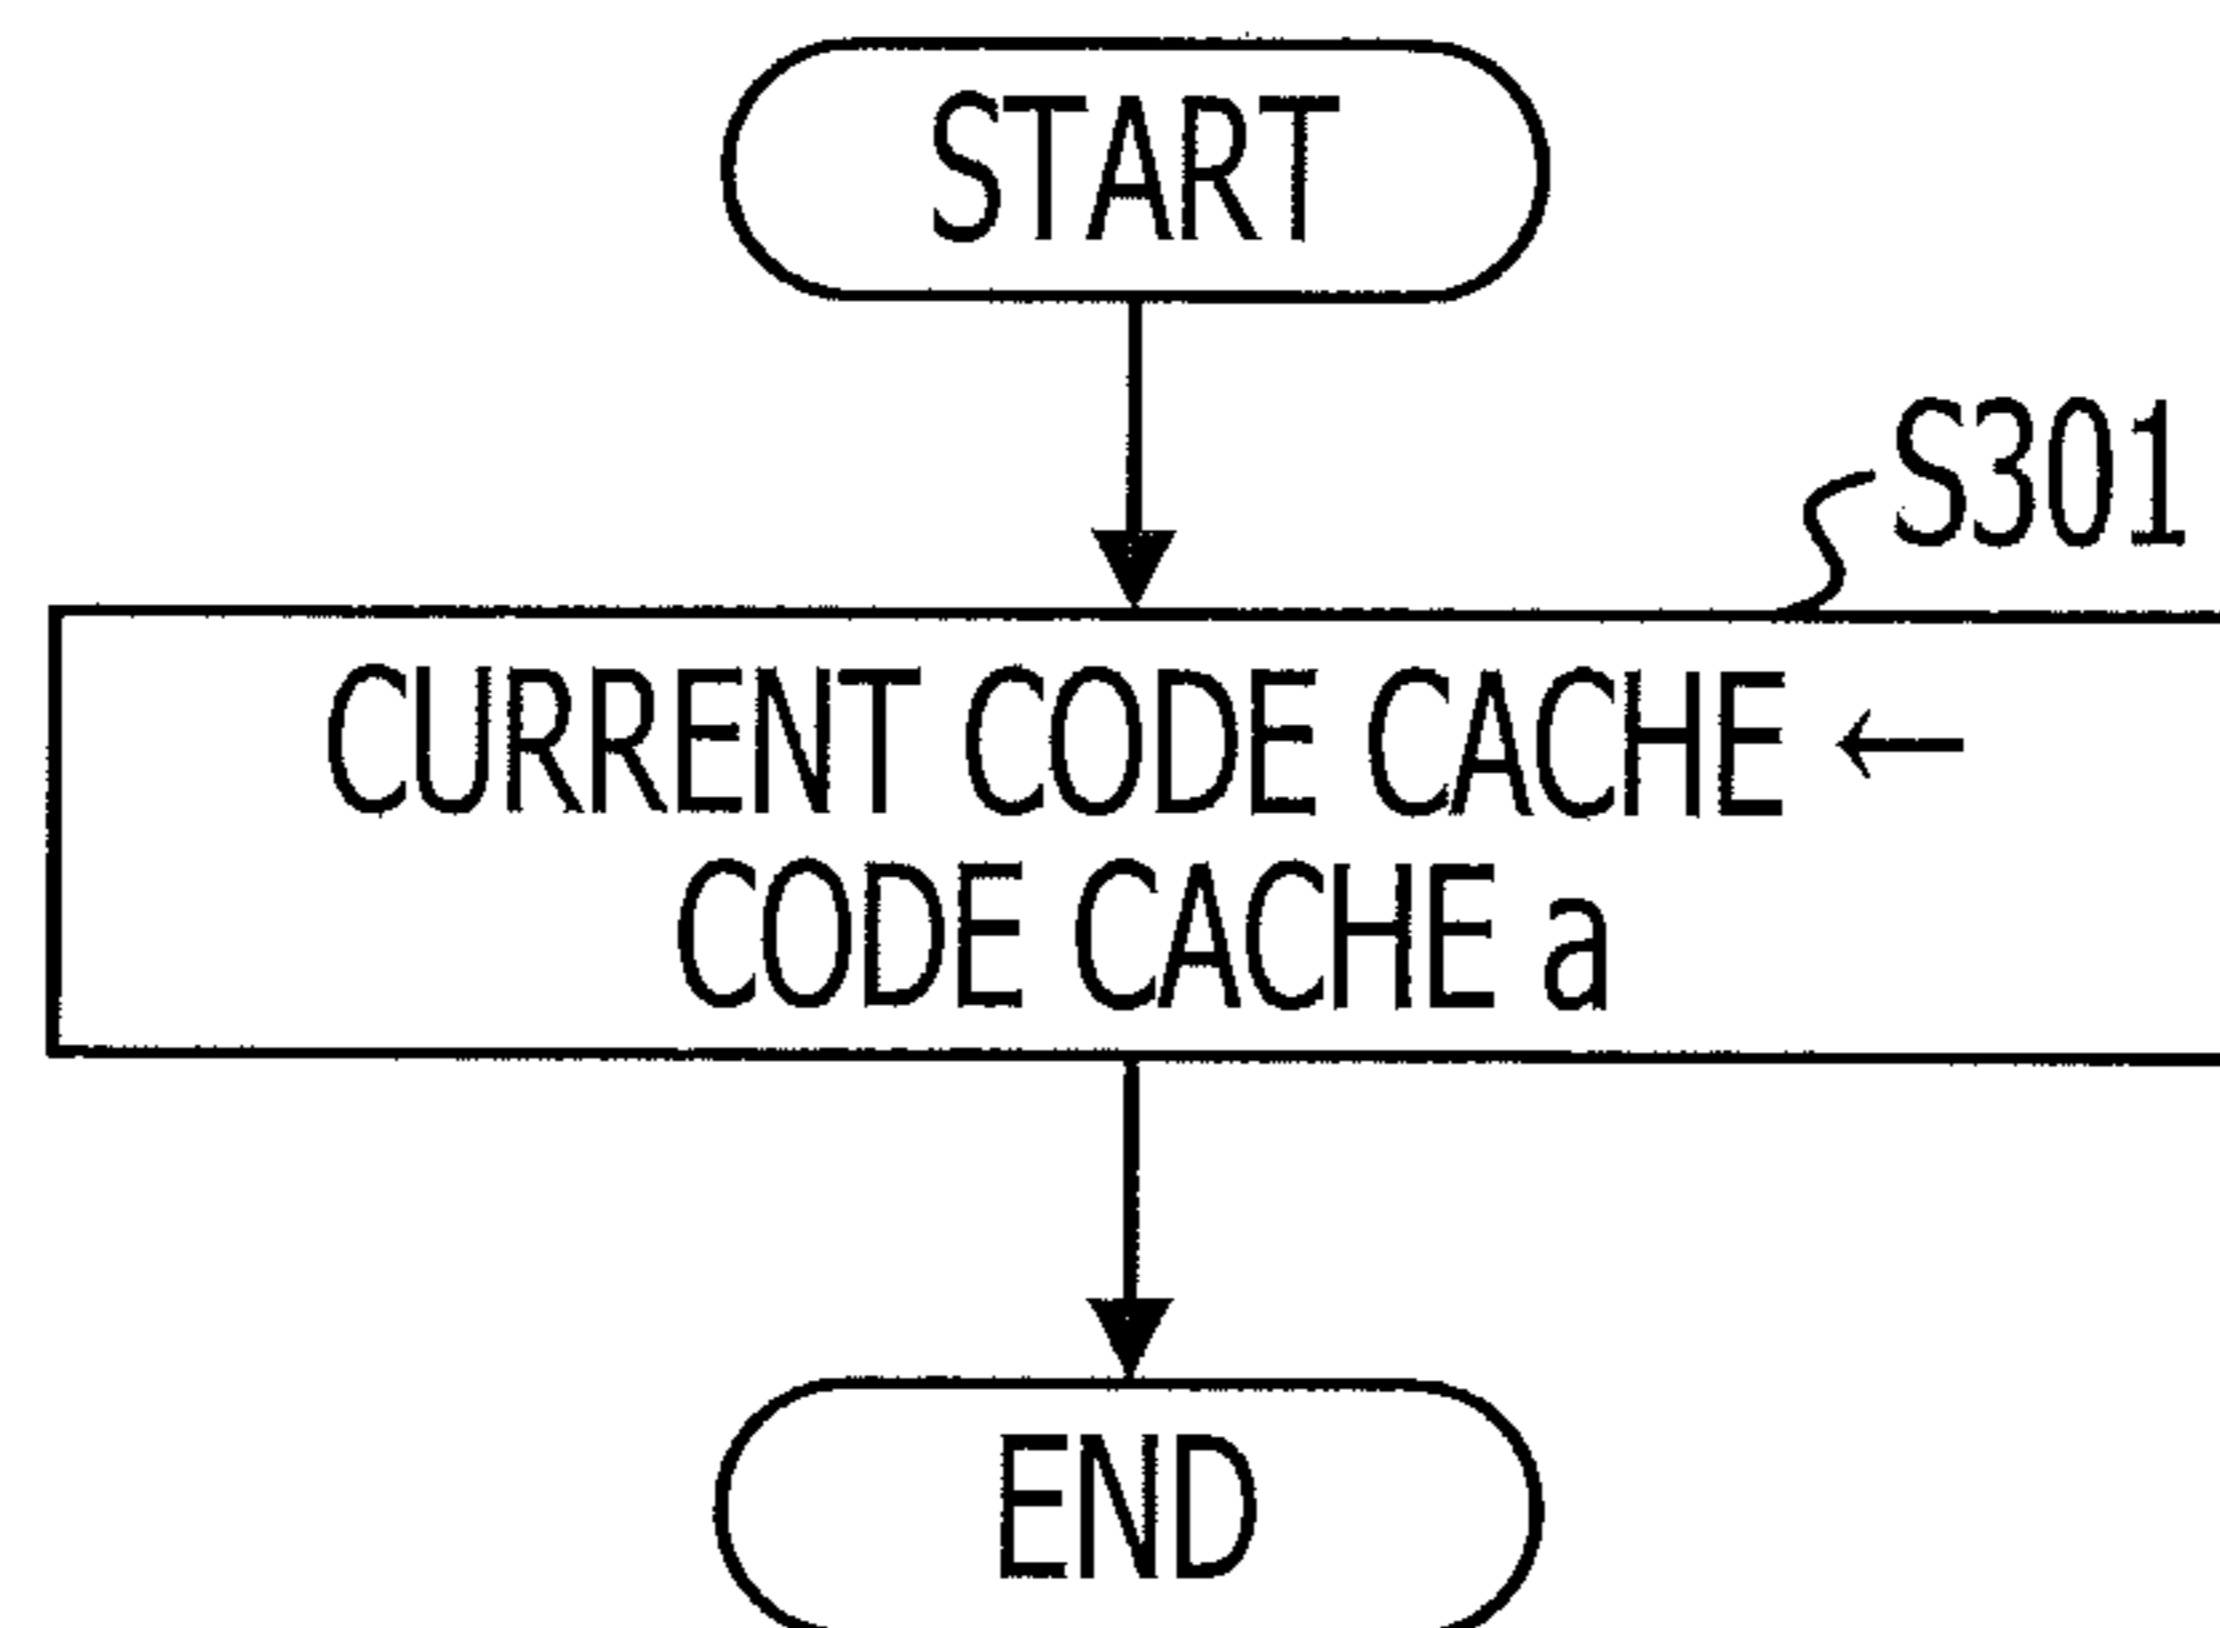 START
S301
CURRENT CODE CACHE ←
CODE CACHE a
END